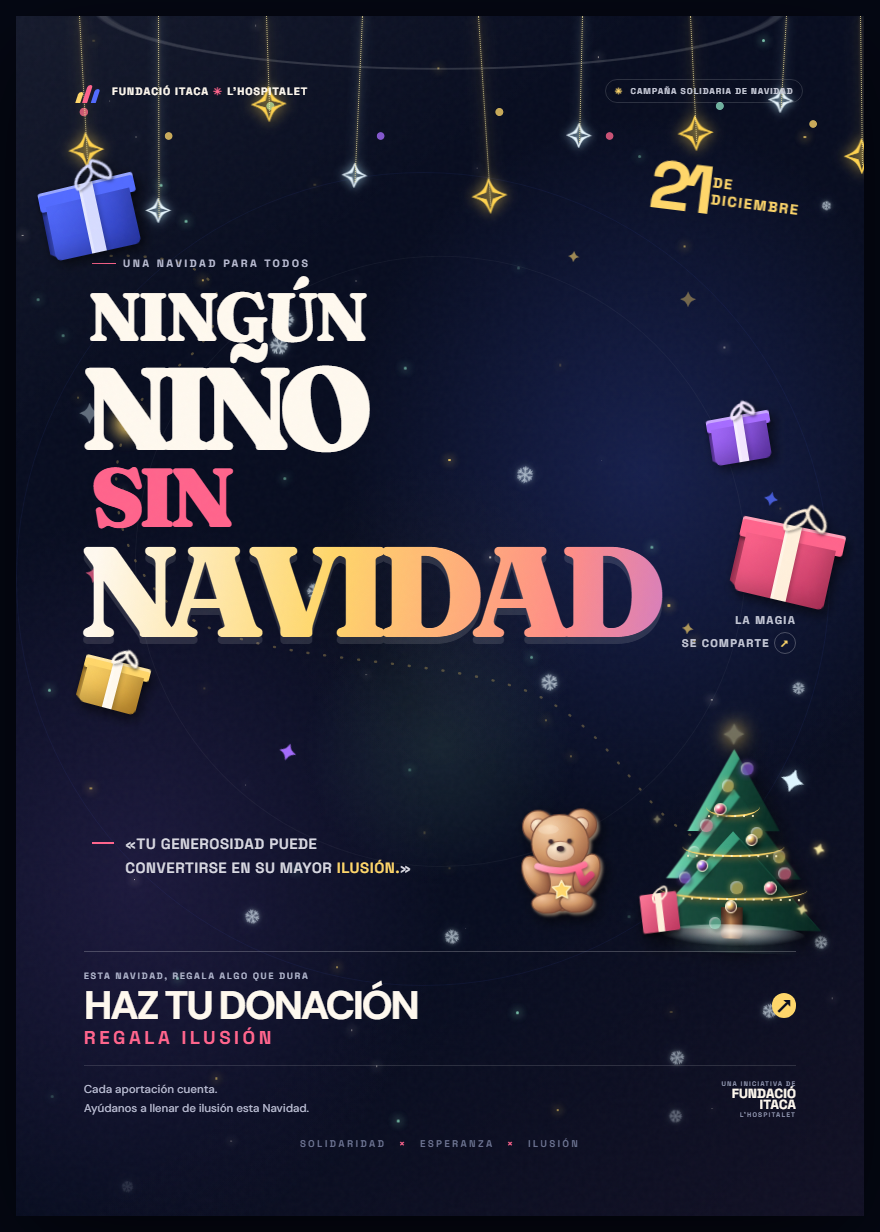 FUNDACIÓ ITACA ✴ L'HOSPITALET
✴ CAMPAÑA SOLIDARIA DE NAVIDAD
21 DE
DICIEMBRE
UNA NAVIDAD PARA TODOS
NINGÚN
NIÑO
SIN
NAVIDAD
LA MAGIA
SE COMPARTE ↗
«TU GENEROSIDAD PUEDE
CONVERTIRSE EN SU MAYOR ILUSIÓN.»
ESTA NAVIDAD, REGALA ALGO QUE DURA
HAZ TU DONACIÓN
REGALA ILUSIÓN
Cada aportación cuenta.
Ayúdanos a llenar de ilusión esta Navidad.
UNA INICIATIVA DE
FUNDACIÓ
ITACA
L'HOSPITALET
SOLIDARIDAD × ESPERANZA × ILUSIÓN